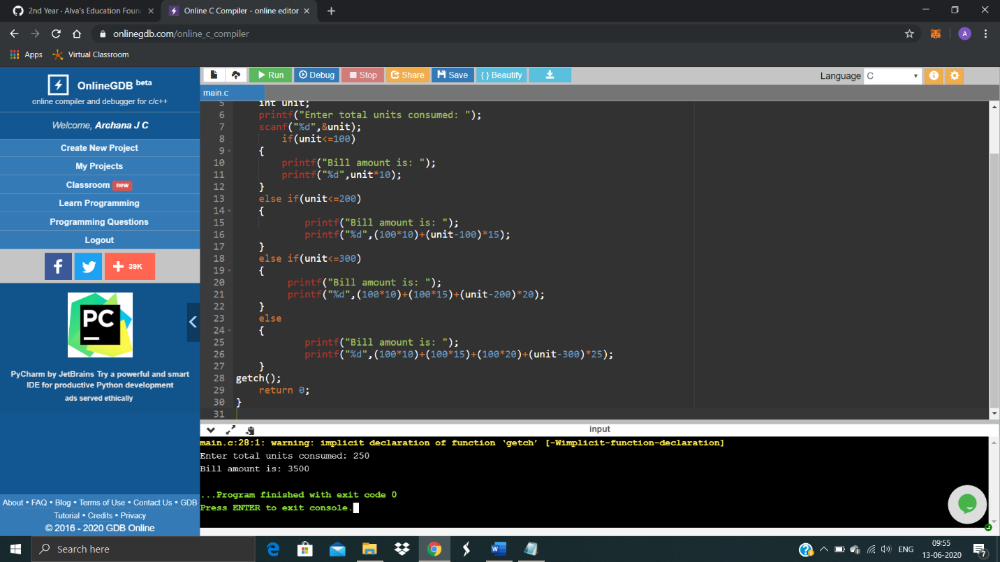 2nd Year - Alva's Education Foun
Online C Compiler - online editor
onlinegdb.com/online_c_compiler
A
Apps
Virtual Classroom
OnlineGDB beta
online compiler and debugger for c/c++
Welcome, Archana J C
Create New Project
My Projects
Classroom new
Learn Programming
Programming Questions
Logout
39K
PC
PyCharm by JetBrains Try a powerful and smart
IDE for productive Python development
ads served ethically
About • FAQ • Blog • Terms of Use • Contact Us • GDB
Tutorial • Credits • Privacy
© 2016 - 2020 GDB Online
Run Debug Stop Share Save { } Beautify
Language C
main.c
5 int unit;
6 printf("Enter total units consumed: ");
7 scanf("%d",&unit);
8 if(unit<=100)
9 {
10 printf("Bill amount is: ");
11 printf("%d",unit*10);
12 }
13 else if(unit<=200)
14 {
15 printf("Bill amount is: ");
16 printf("%d",(100*10)+(unit-100)*15);
17 }
18 else if(unit<=300)
19 {
20 printf("Bill amount is: ");
21 printf("%d",(100*10)+(100*15)+(unit-200)*20);
22 }
23 else
24 {
25 printf("Bill amount is: ");
26 printf("%d",(100*10)+(100*15)+(100*20)+(unit-300)*25);
27 }
28 getch();
29 return 0;
30 }
31
input
main.c:28:1: warning: implicit declaration of function ‘getch’ [-Wimplicit-function-declaration]
Enter total units consumed: 250
Bill amount is: 3500
...Program finished with exit code 0
Press ENTER to exit console.
Search here
ENG
09:55
13-06-2020
7